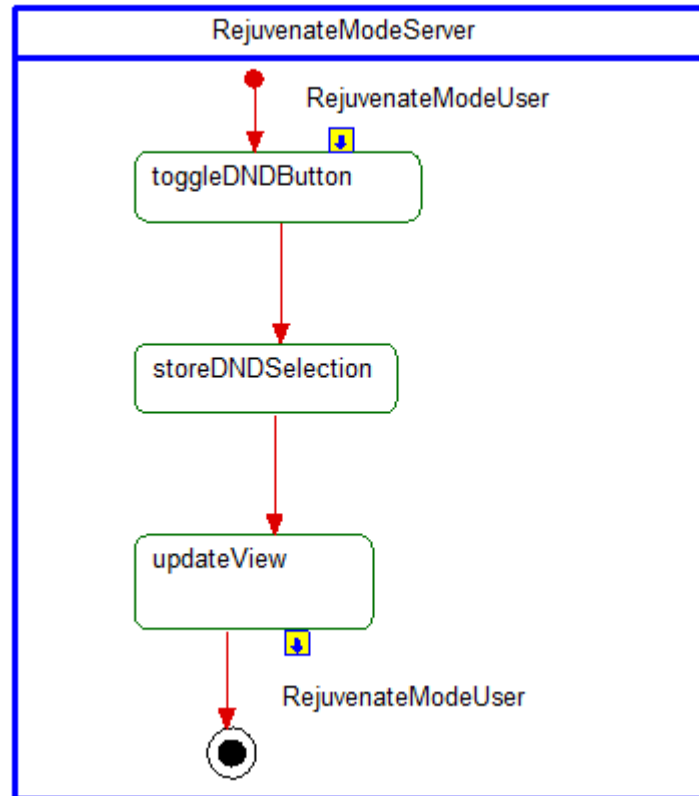 RejuvenateModeServer
RejuvenateModeUser
toggleDNDButton
storeDNDSelection
updateView
RejuvenateModeUser